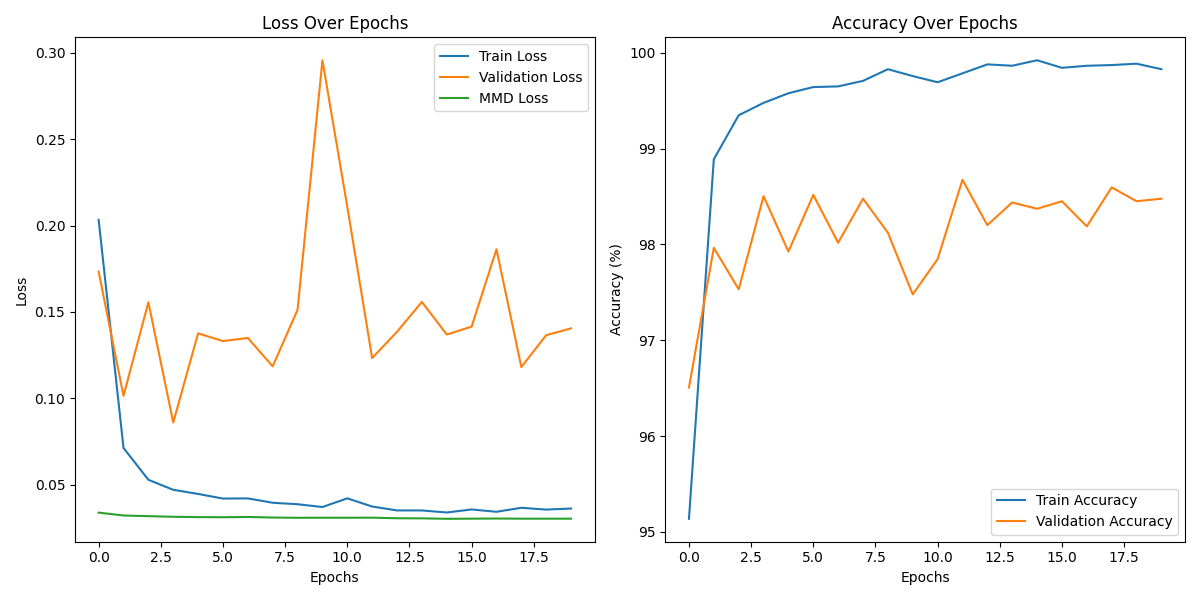 Loss Over Epochs
0.30
0.25
0.20
0.15
0.10
0.05
Loss
Train Loss
Validation Loss
MMD Loss
0.0 2.5 5.0 7.5 10.0 12.5 15.0 17.5
Epochs
Accuracy Over Epochs
100
99
98
97
96
95
Accuracy (%)
Train Accuracy
Validation Accuracy
0.0 2.5 5.0 7.5 10.0 12.5 15.0 17.5
Epochs